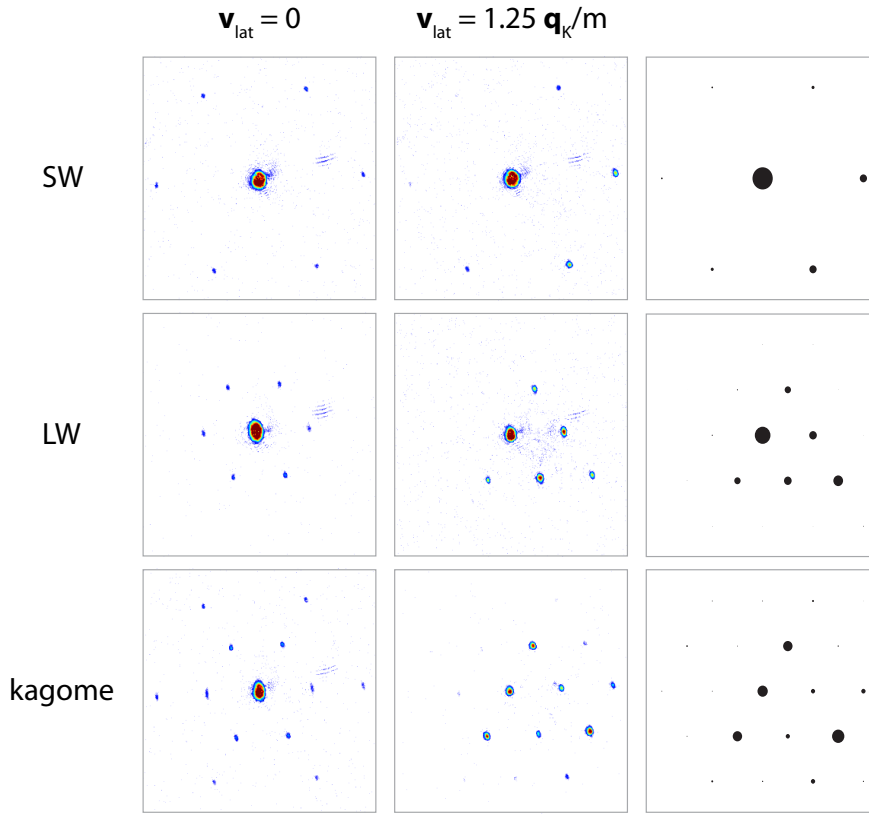 v_lat = 0
v_lat = 1.25 q_K/m
SW
LW
kagome